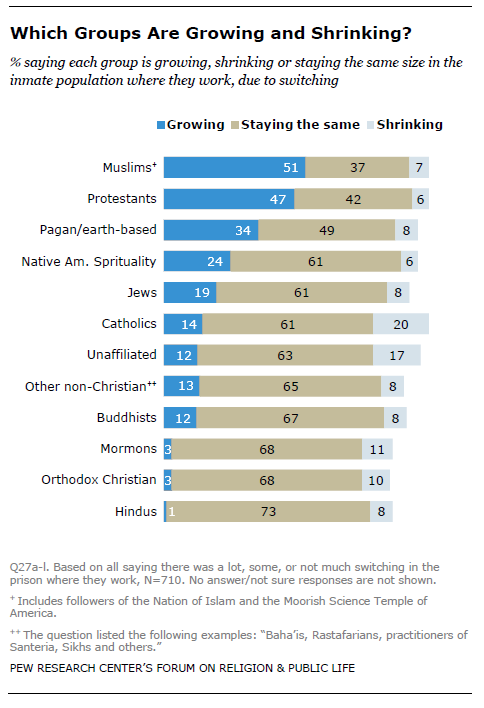 Which Groups Are Growing and Shrinking?
% saying each group is growing, shrinking or staying the same size in the
inmate population where they work, due to switching
Growing Staying the same Shrinking
Muslims+ 51 37 7
Protestants 47 42 6
Pagan/earth-based 34 49 8
Native Am. Sprituality 24 61 6
Jews 19 61 8
Catholics 14 61 20
Unaffiliated 12 63 17
Other non-Christian++ 13 65 8
Buddhists 12 67 8
Mormons 3 68 11
Orthodox Christian 3 68 10
Hindus 1 73 8
Q27a-l. Based on all saying there was a lot, some, or not much switching in the
prison where they work, N=710. No answer/not sure responses are not shown.
+ Includes followers of the Nation of Islam and the Moorish Science Temple of
America.
++ The question listed the following examples: “Baha’is, Rastafarians, practitioners of
Santeria, Sikhs and others.”
PEW RESEARCH CENTER’S FORUM ON RELIGION & PUBLIC LIFE